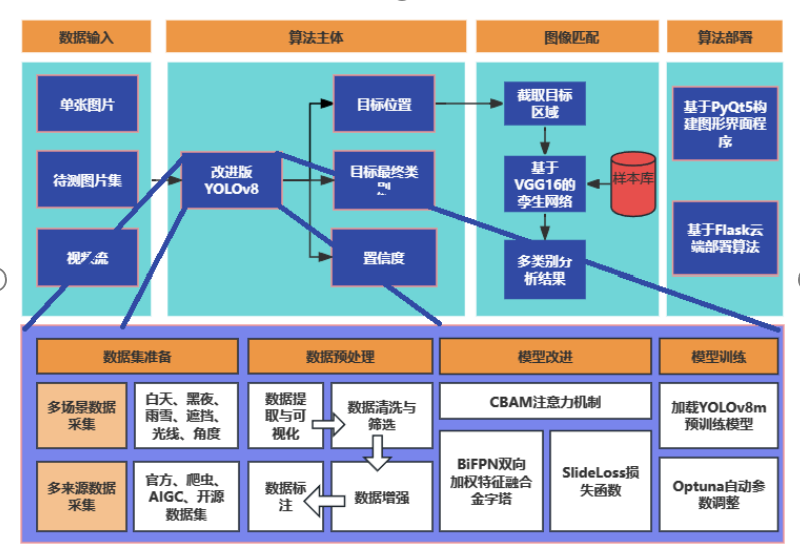 数据输入
算法主体
图像匹配
算法部署
单张图片
待测图片集
视频流
改进版
YOLOv8
目标位置
目标最终类
别
置信度
截取目标
区域
基于
VGG16的
孪生网络
样本库
多类别分
析结果
基于PyQt5构
建图形界面程
序
基于Flask云
端部署算法
数据集准备
数据预处理
模型改进
模型训练
多场景数据
采集
白天、黑夜、
雨雪、遮挡、
光线、角度
多来源数据
采集
官方、爬虫、
AIGC、开源
数据集
数据提
取与可
视化
数据清洗与
筛选
数据标
注
数据增强
CBAM注意力机制
BiFPN双向
加权特征融合
金字塔
SlideLoss损
失函数
加载YOLOv8m
预训练模型
Optuna自动参
数调整